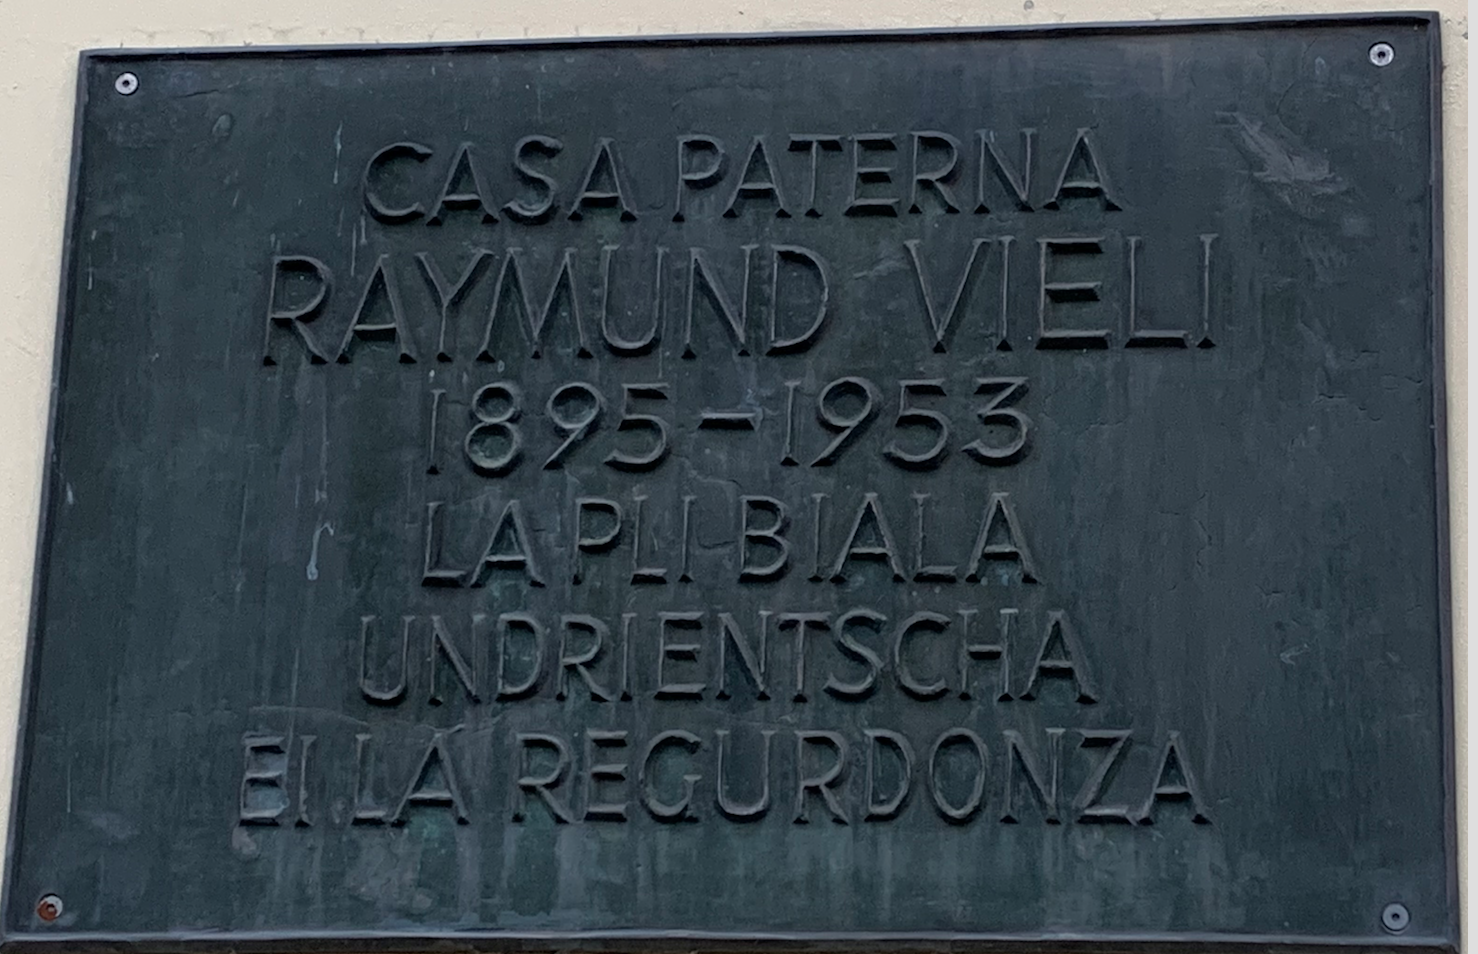 CASA PATERNA
RAYMUND VIELI
1895–1953
LA PLI BIALA
UNDRIENTSCHA
EI LA REGURDONZA